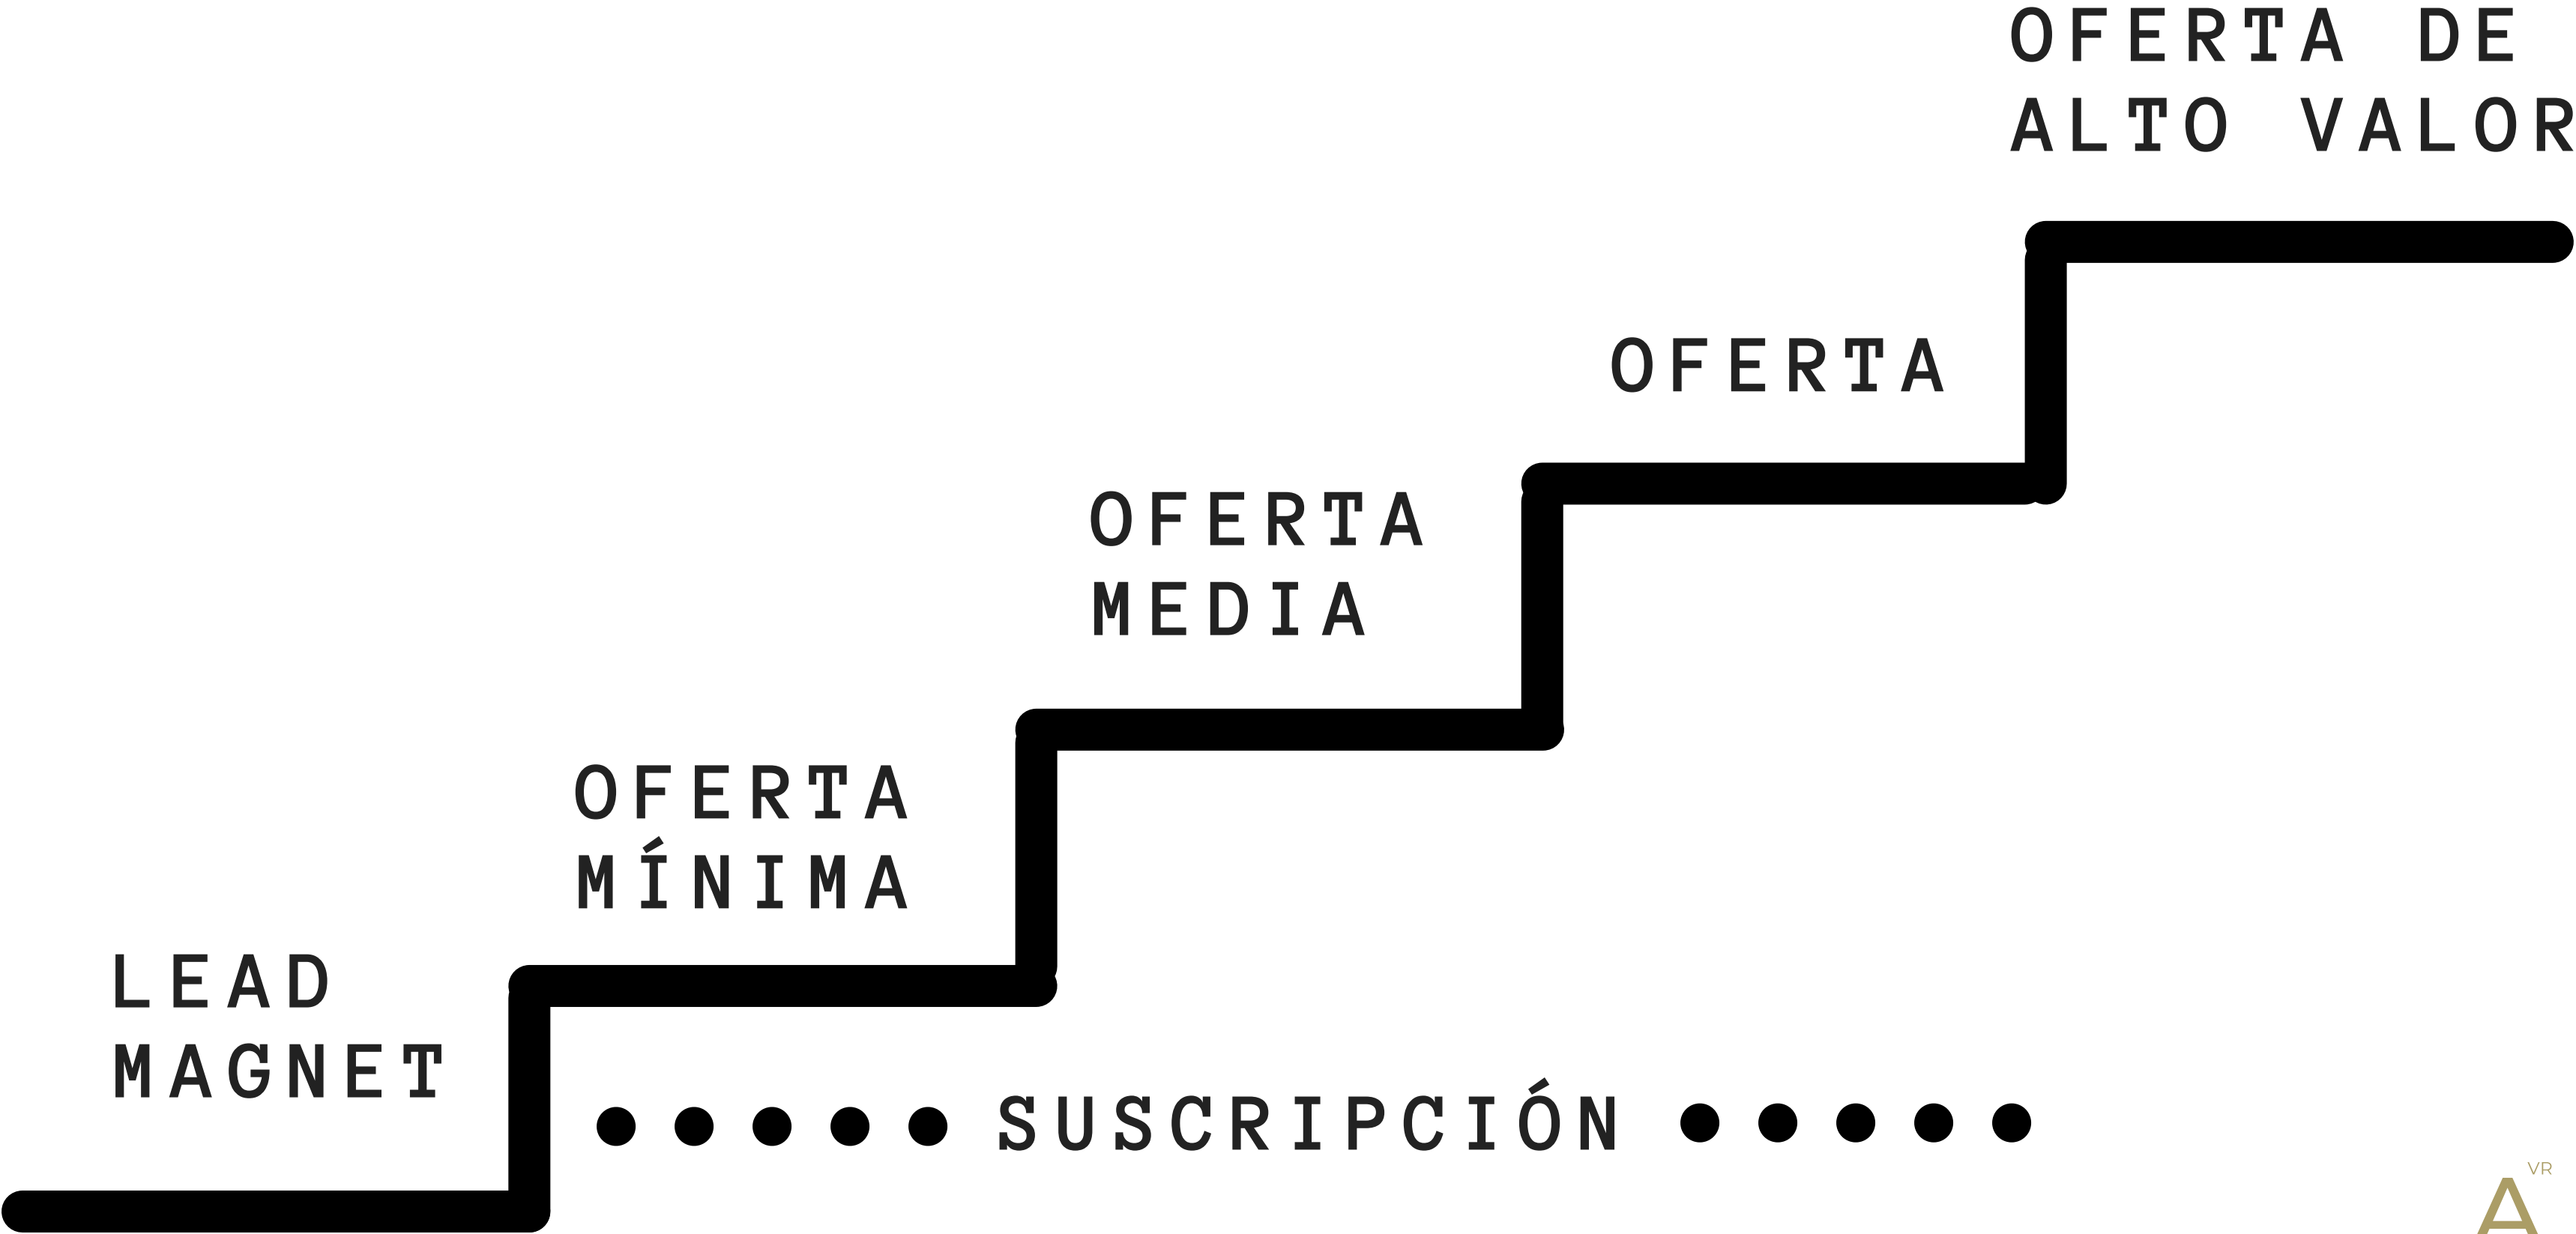 OFERTA DE
ALTO VALOR
OFERTA
OFERTA
MEDIA
OFERTA
MÍNIMA
LEAD
MAGNET
SUSCRIPCIÓN
VR
A